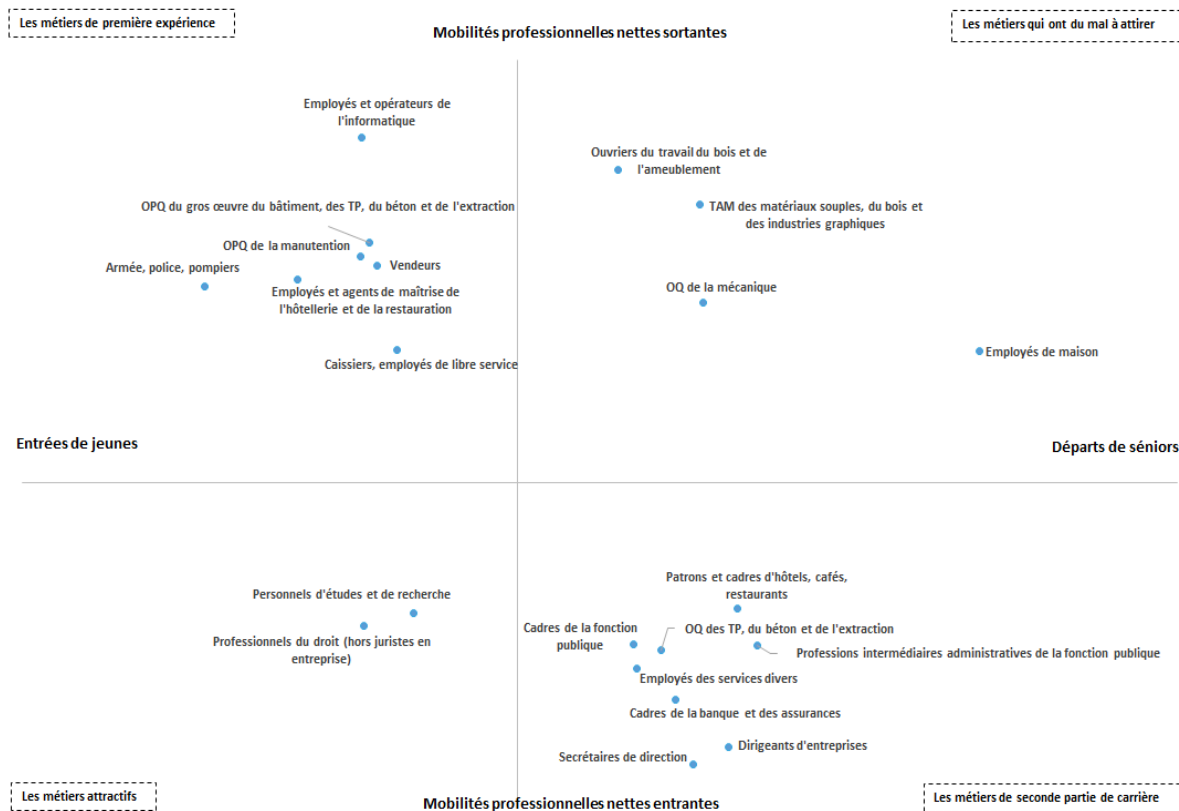 Les métiers de première expérience
Les métiers qui ont du mal à attirer
Mobilités professionnelles nettes sortantes
Employés et opérateurs de
l'informatique
Ouvriers du travail du bois et de
l'ameublement
OPQ du gros œuvre du bâtiment, des TP, du béton et de l'extraction
TAM des matériaux souples, du bois et
des industries graphiques
OPQ de la manutention
Vendeurs
Armée, police, pompiers
Employés et agents de maîtrise de
l'hôtellerie et de la restauration
OQ de la mécanique
Employés de maison
Caissiers, employés de libre service
Entrées de jeunes
Départs de séniors
Personnels d'études et de recherche
Professionnels du droit (hors juristes en
entreprise)
Patrons et cadres d'hôtels, cafés,
restaurants
Cadres de la fonction
publique
OQ des TP, du béton et de l'extraction
Professions intermédiaires administratives de la fonction publique
Employés des services divers
Cadres de la banque et des assurances
Dirigeants d'entreprises
Secrétaires de direction
Les métiers attractifs
Mobilités professionnelles nettes entrantes
Les métiers de seconde partie de carrière